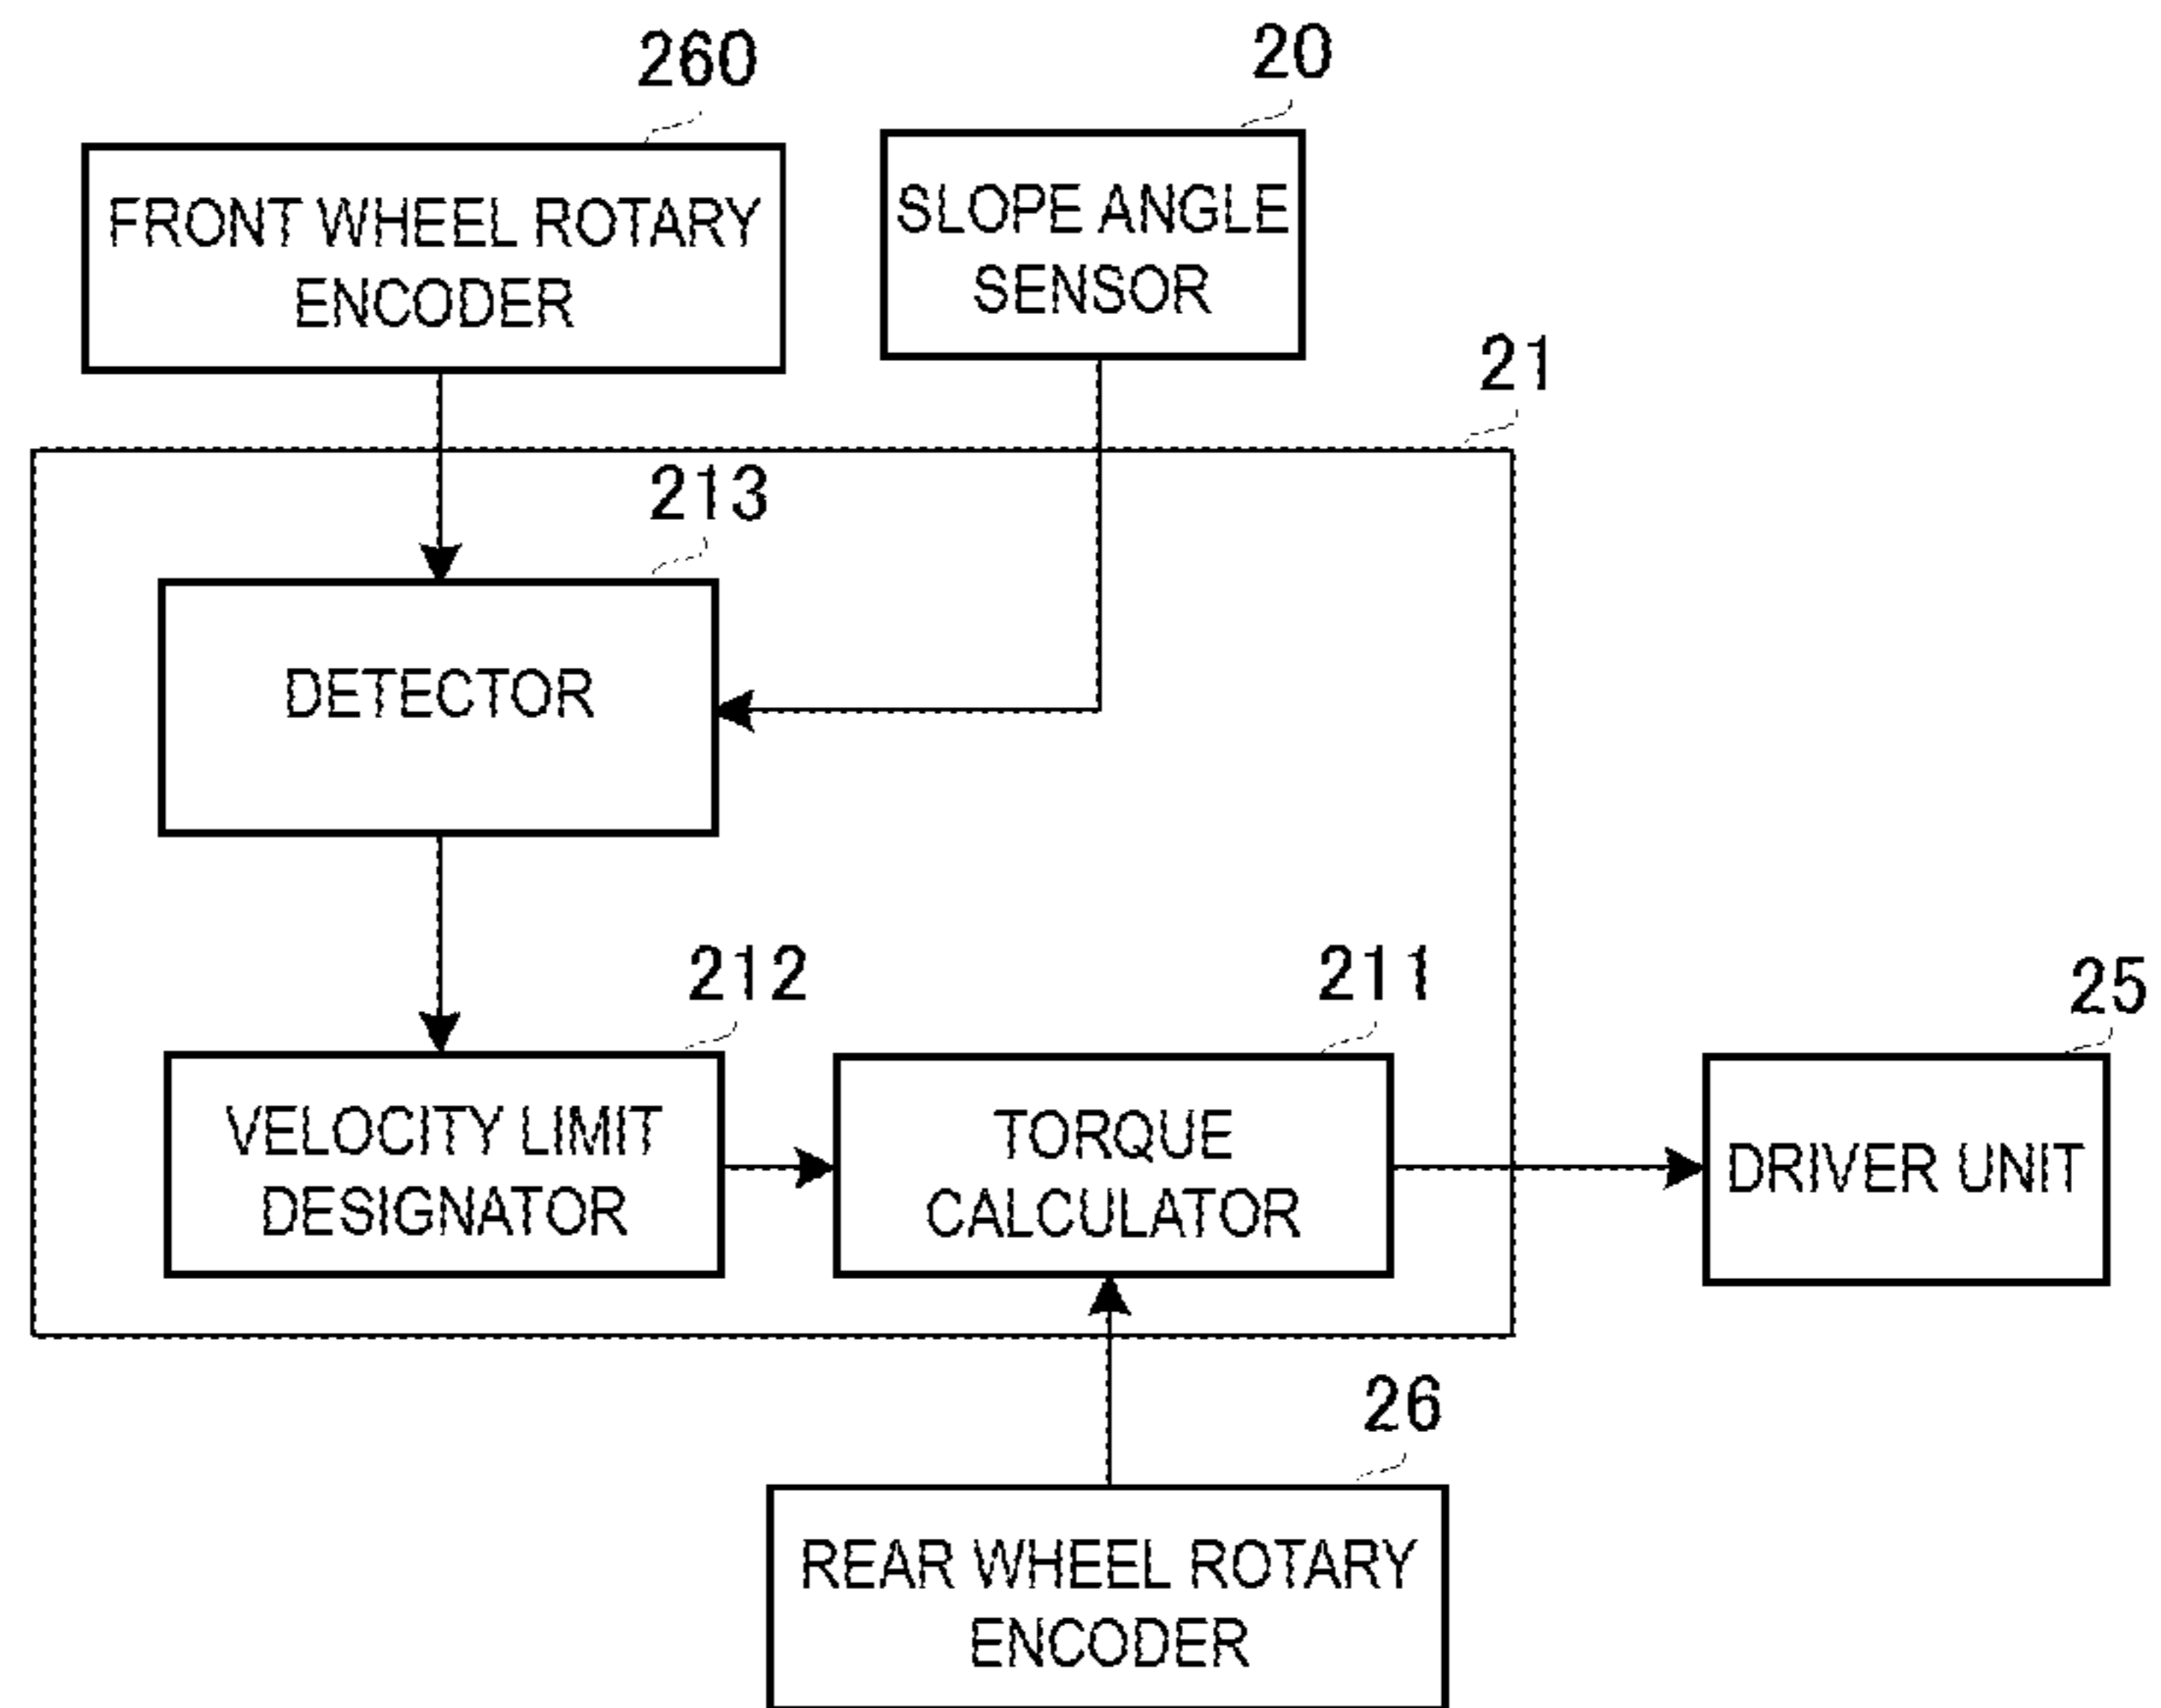 260
20
FRONT WHEEL ROTARY
ENCODER
SLOPE ANGLE
SENSOR
21
213
DETECTOR
212
211
25
VELOCITY LIMIT
DESIGNATOR
TORQUE
CALCULATOR
DRIVER UNIT
26
REAR WHEEL ROTARY
ENCODER